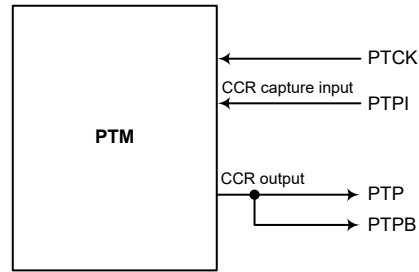 PTCK
CCR capture input
PTPI
PTM
CCR output
PTP
PTPB